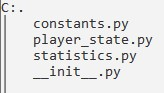 C:.
constants.py
player_state.py
statistics.py
__init__.py